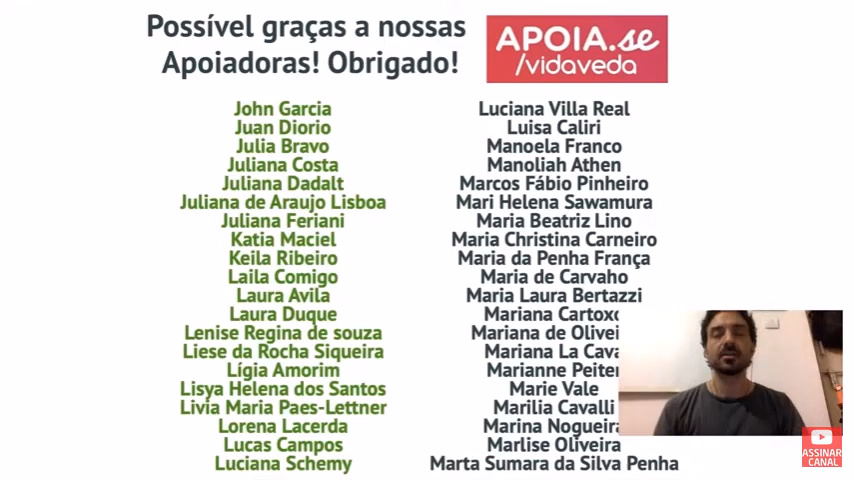 Possível graças a nossas
Apoiadoras! Obrigado!
APOIA.se
/vidaveda
John Garcia
Juan Diorio
Julia Bravo
Juliana Costa
Juliana Dadalt
Juliana de Araujo Lisboa
Juliana Feriani
Katia Maciel
Keila Ribeiro
Laila Comigo
Laura Avila
Laura Duque
Lenise Regina de souza
Liese da Rocha Siqueira
Lígia Amorim
Lisya Helena dos Santos
Livia Maria Paes-Lettner
Lorena Lacerda
Lucas Campos
Luciana Schemy
Luciana Villa Real
Luisa Caliri
Manoela Franco
Manoliah Athen
Marcos Fábio Pinheiro
Mari Helena Sawamura
Maria Beatriz Lino
Maria Christina Carneiro
Maria da Penha França
Maria de Carvaho
Maria Laura Bertazzi
Mariana Cartoxo
Mariana de
Mariana La
Marianne
Marie Vale
Marilia Cavalli
Marina Nogueira
Marlise Oliveira
Marta Sumara da Silva Penha
ASSINAR
CANAL